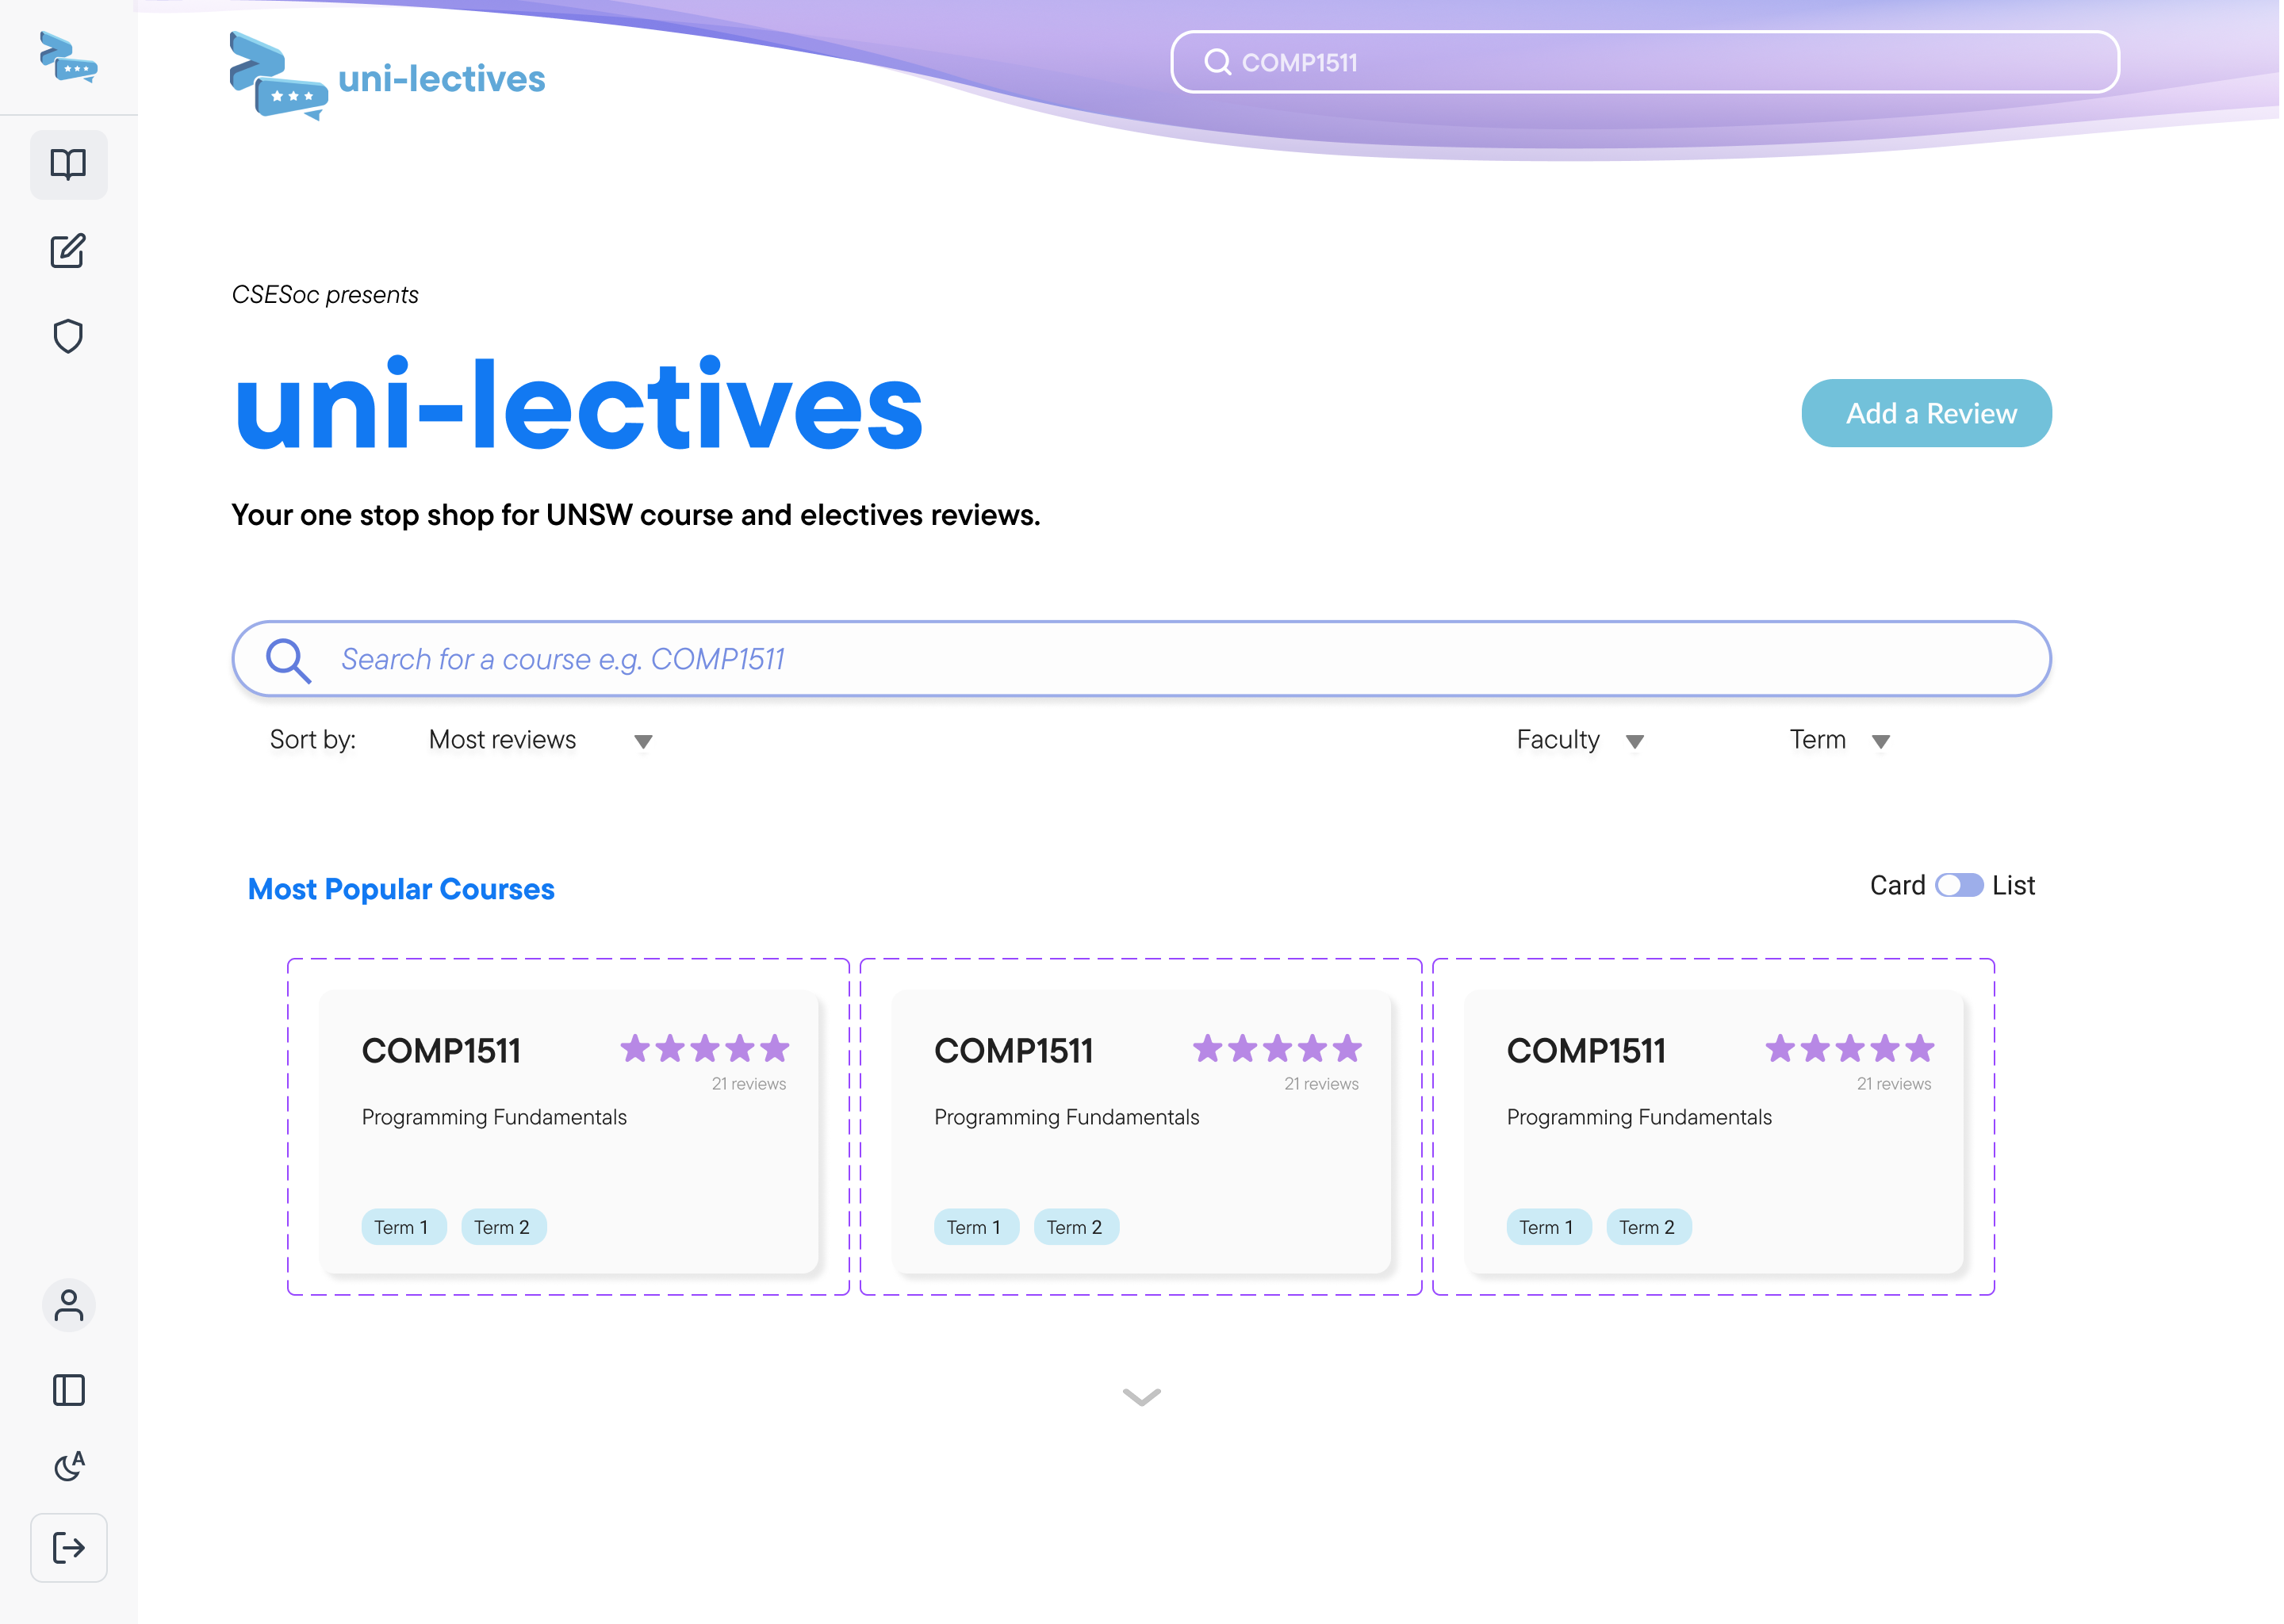 uni-lectives
COMP1511
CSESoc presents
uni-lectives
Add a Review
Your one stop shop for UNSW course and electives reviews.
Search for a course e.g. COMP1511
Sort by: Most reviews Faculty Term
Most Popular Courses
Card List
COMP1511
21 reviews
Programming Fundamentals
Term 1 Term 2
COMP1511
21 reviews
Programming Fundamentals
Term 1 Term 2
COMP1511
21 reviews
Programming Fundamentals
Term 1 Term 2
A